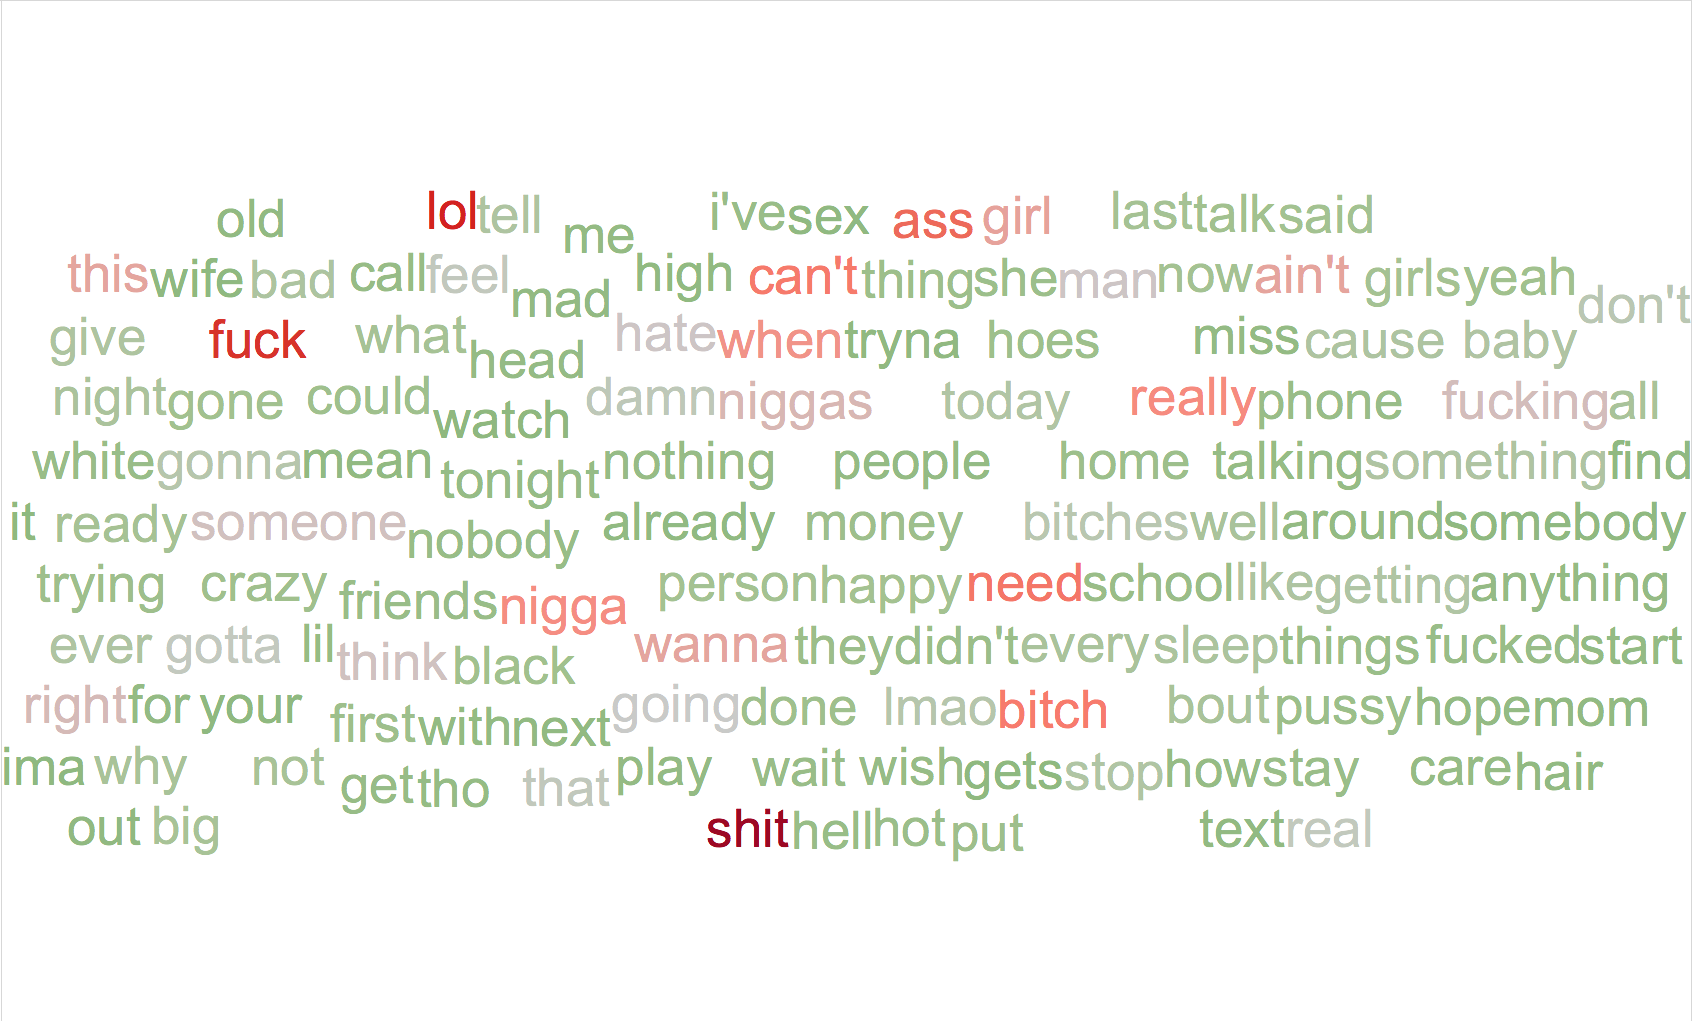 old lol tell me i've sex ass girl last talk said
this wife bad call feel mad high can't thing she man now ain't girls yeah don't
give fuck what head hate when tryna hoes miss cause baby
night gone could watch damn niggas today really phone fucking all
white gonna mean tonight nothing people home talking something find
it ready someone nobody already money bitches well around somebody
trying crazy friends nigga person happy need school like getting anything
ever gotta lil think black wanna they didn't every sleep things fucked start
right for your first with next going done lmao bitch bout pussy hope mom
ima why not get tho that play wait wish gets stop how stay care hair
out big shit hell hot put text real